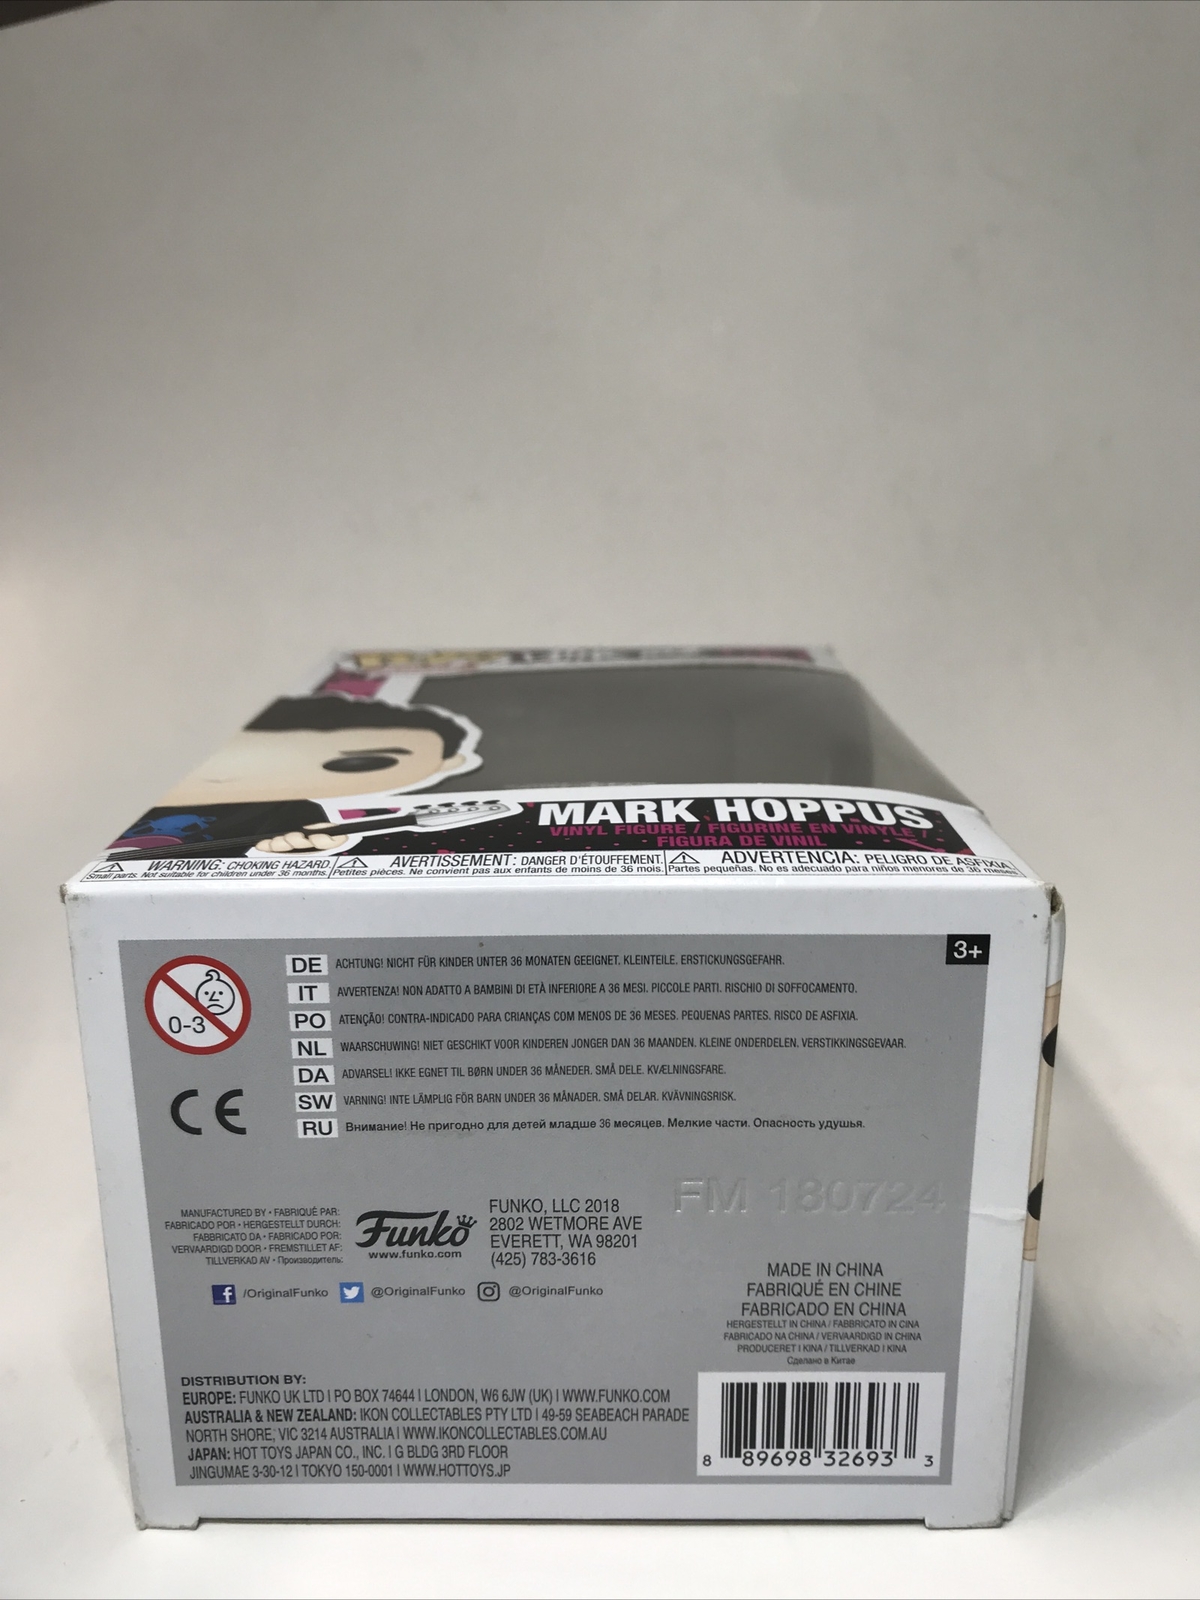 MARK HOPPUS
VINYL FIGURE / FIGURINE EN VINYLE /
FIGURA DE VINIL
WARNING: CHOKING HAZARD.
Small parts. Not suitable for children under 36 months.
AVERTISSEMENT: DANGER D'ÉTOUFFEMENT.
Petites pièces. Ne convient pas aux enfants de moins de 36 mois.
ADVERTENCIA: PELIGRO DE ASFIXIA.
Partes pequeñas. No es adecuado para niños menores de 36 meses.
3+
0-3
CE
DE ACHTUNG! NICHT FÜR KINDER UNTER 36 MONATEN GEEIGNET. KLEINTEILE. ERSTICKUNGSGEFAHR.
IT AVVERTENZA! NON ADATTO A BAMBINI DI ETÀ INFERIORE A 36 MESI. PICCOLE PARTI. RISCHIO DI SOFFOCAMENTO.
PO ATENÇÃO! CONTRA-INDICADO PARA CRIANÇAS COM MENOS DE 36 MESES. PEQUENAS PARTES. RISCO DE ASFIXIA.
NL WAARSCHUWING! NIET GESCHIKT VOOR KINDEREN JONGER DAN 36 MAANDEN. KLEINE ONDERDELEN. VERSTIKKINGSGEVAAR.
DA ADVARSEL! IKKE EGNET TIL BØRN UNDER 36 MÅNEDER. SMÅ DELE. KVÆLNINGSFARE.
SW VARNING! INTE LÄMPLIG FÖR BARN UNDER 36 MÅNADER. SMÅ DELAR. KVÄVNINGSRISK.
RU Внимание! Не пригодно для детей младше 36 месяцев. Мелкие части. Опасность удушья.
FM 180724
MANUFACTURED BY • FABRIQUÉ PAR:
FABRICADO POR • HERGESTELLT DURCH:
FABBRICATO DA • FABRICADO POR:
VERVAARDIGD DOOR • FREMSTILLET AF:
TILLVERKAD AV • Производитель:
Funko
www.funko.com
FUNKO, LLC 2018
2802 WETMORE AVE
EVERETT, WA 98201
(425) 783-3616
/OriginalFunko @OriginalFunko @OriginalFunko
MADE IN CHINA
FABRIQUÉ EN CHINE
FABRICADO EN CHINA
HERGESTELLT IN CHINA / FABBRICATO IN CINA
FABRICADO NA CHINA / VERVAARDIGD IN CHINA
PRODUCERET I KINA / TILLVERKAD I KINA
Сделано в Китае
DISTRIBUTION BY:
EUROPE: FUNKO UK LTD | PO BOX 74644 | LONDON, W6 6JW (UK) | WWW.FUNKO.COM
AUSTRALIA & NEW ZEALAND: IKON COLLECTABLES PTY LTD | 49-59 SEABEACH PARADE
NORTH SHORE, VIC 3214 AUSTRALIA | WWW.IKONCOLLECTABLES.COM.AU
JAPAN: HOT TOYS JAPAN CO., INC. | G BLDG 3RD FLOOR
JINGUMAE 3-30-12 | TOKYO 150-0001 | WWW.HOTTOYS.JP
8 89698 32693 3